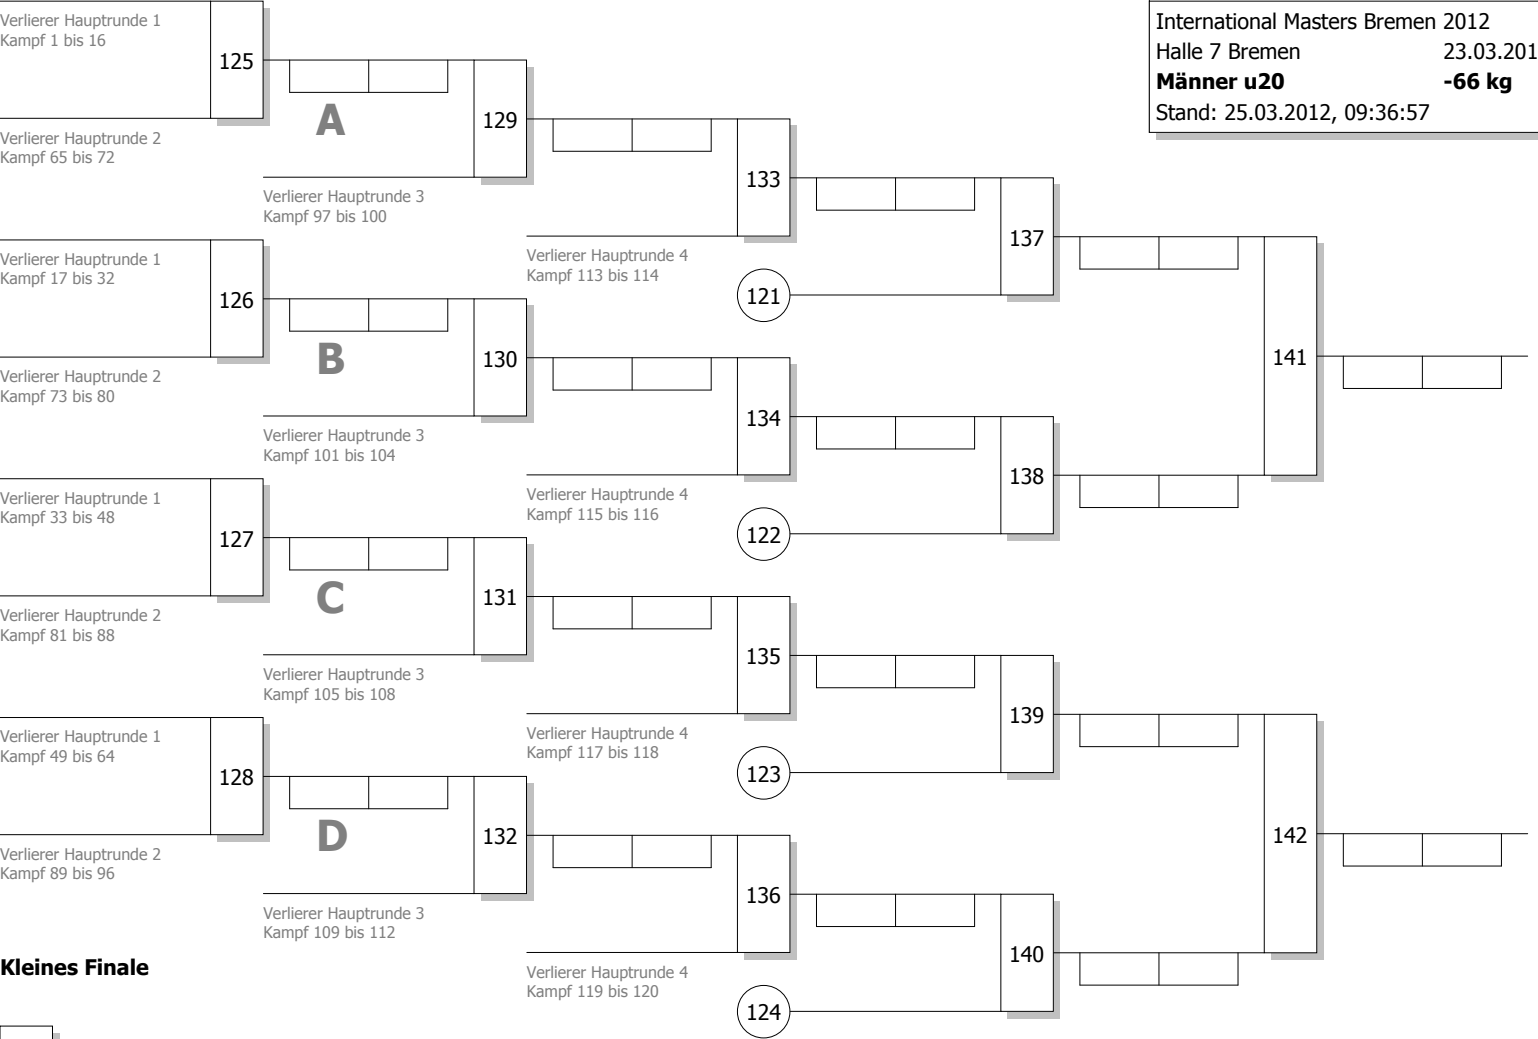 Verlierer Hauptrunde 1
Kampf 1 bis 16
125
Verlierer Hauptrunde 2
Kampf 65 bis 72
A
129
Verlierer Hauptrunde 3
Kampf 97 bis 100
133
Verlierer Hauptrunde 4
Kampf 113 bis 114
121
137
International Masters Bremen 2012
Halle 7 Bremen 23.03.201
Männer u20 -66 kg
Stand: 25.03.2012, 09:36:57
Verlierer Hauptrunde 1
Kampf 17 bis 32
126
Verlierer Hauptrunde 2
Kampf 73 bis 80
B
130
Verlierer Hauptrunde 3
Kampf 101 bis 104
134
Verlierer Hauptrunde 4
Kampf 115 bis 116
122
138
141
Verlierer Hauptrunde 1
Kampf 33 bis 48
127
Verlierer Hauptrunde 2
Kampf 81 bis 88
C
131
Verlierer Hauptrunde 3
Kampf 105 bis 108
135
Verlierer Hauptrunde 4
Kampf 117 bis 118
123
139
Verlierer Hauptrunde 1
Kampf 49 bis 64
128
Verlierer Hauptrunde 2
Kampf 89 bis 96
D
132
Verlierer Hauptrunde 3
Kampf 109 bis 112
136
Verlierer Hauptrunde 4
Kampf 119 bis 120
124
140
142
Kleines Finale